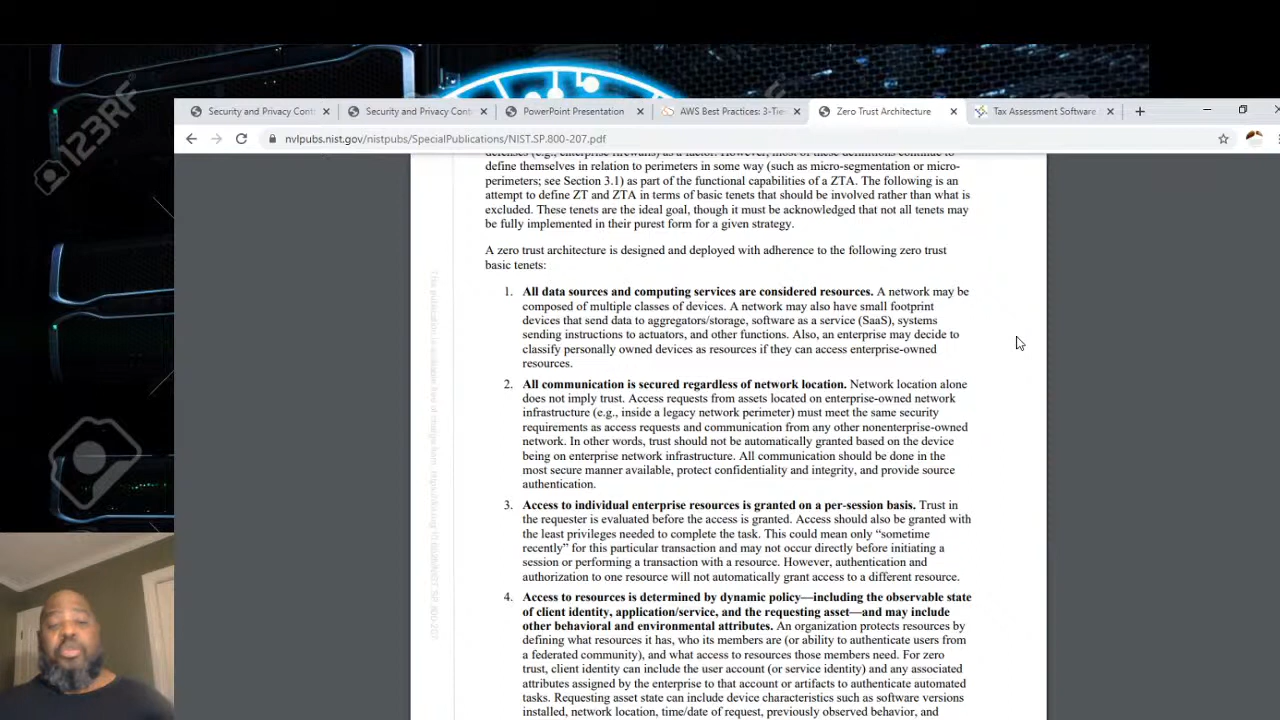 123RF
Security and Privacy Cont
Security and Privacy Cont
PowerPoint Presentation
AWS Best Practices: 3-Tie
Zero Trust Architecture
Tax Assessment Software
nvlpubs.nist.gov/nistpubs/SpecialPublications/NIST.SP.800-207.pdf
defenses (e.g., enterprise firewalls) as a factor. However, most of these definitions continue to
define themselves in relation to perimeters in some way (such as micro-segmentation or micro-
perimeters; see Section 3.1) as part of the functional capabilities of a ZTA. The following is an
attempt to define ZT and ZTA in terms of basic tenets that should be involved rather than what is
excluded. These tenets are the ideal goal, though it must be acknowledged that not all tenets may
be fully implemented in their purest form for a given strategy.
A zero trust architecture is designed and deployed with adherence to the following zero trust
basic tenets:
1. All data sources and computing services are considered resources. A network may be
composed of multiple classes of devices. A network may also have small footprint
devices that send data to aggregators/storage, software as a service (SaaS), systems
sending instructions to actuators, and other functions. Also, an enterprise may decide to
classify personally owned devices as resources if they can access enterprise-owned
resources.
2. All communication is secured regardless of network location. Network location alone
does not imply trust. Access requests from assets located on enterprise-owned network
infrastructure (e.g., inside a legacy network perimeter) must meet the same security
requirements as access requests and communication from any other nonenterprise-owned
network. In other words, trust should not be automatically granted based on the device
being on enterprise network infrastructure. All communication should be done in the
most secure manner available, protect confidentiality and integrity, and provide source
authentication.
3. Access to individual enterprise resources is granted on a per-session basis. Trust in
the requester is evaluated before the access is granted. Access should also be granted with
the least privileges needed to complete the task. This could mean only “sometime
recently” for this particular transaction and may not occur directly before initiating a
session or performing a transaction with a resource. However, authentication and
authorization to one resource will not automatically grant access to a different resource.
4. Access to resources is determined by dynamic policy—including the observable state
of client identity, application/service, and the requesting asset—and may include
other behavioral and environmental attributes. An organization protects resources by
defining what resources it has, who its members are (or ability to authenticate users from
a federated community), and what access to resources those members need. For zero
trust, client identity can include the user account (or service identity) and any associated
attributes assigned by the enterprise to that account or artifacts to authenticate automated
tasks. Requesting asset state can include device characteristics such as software versions
installed, network location, time/date of request, previously observed behavior, and